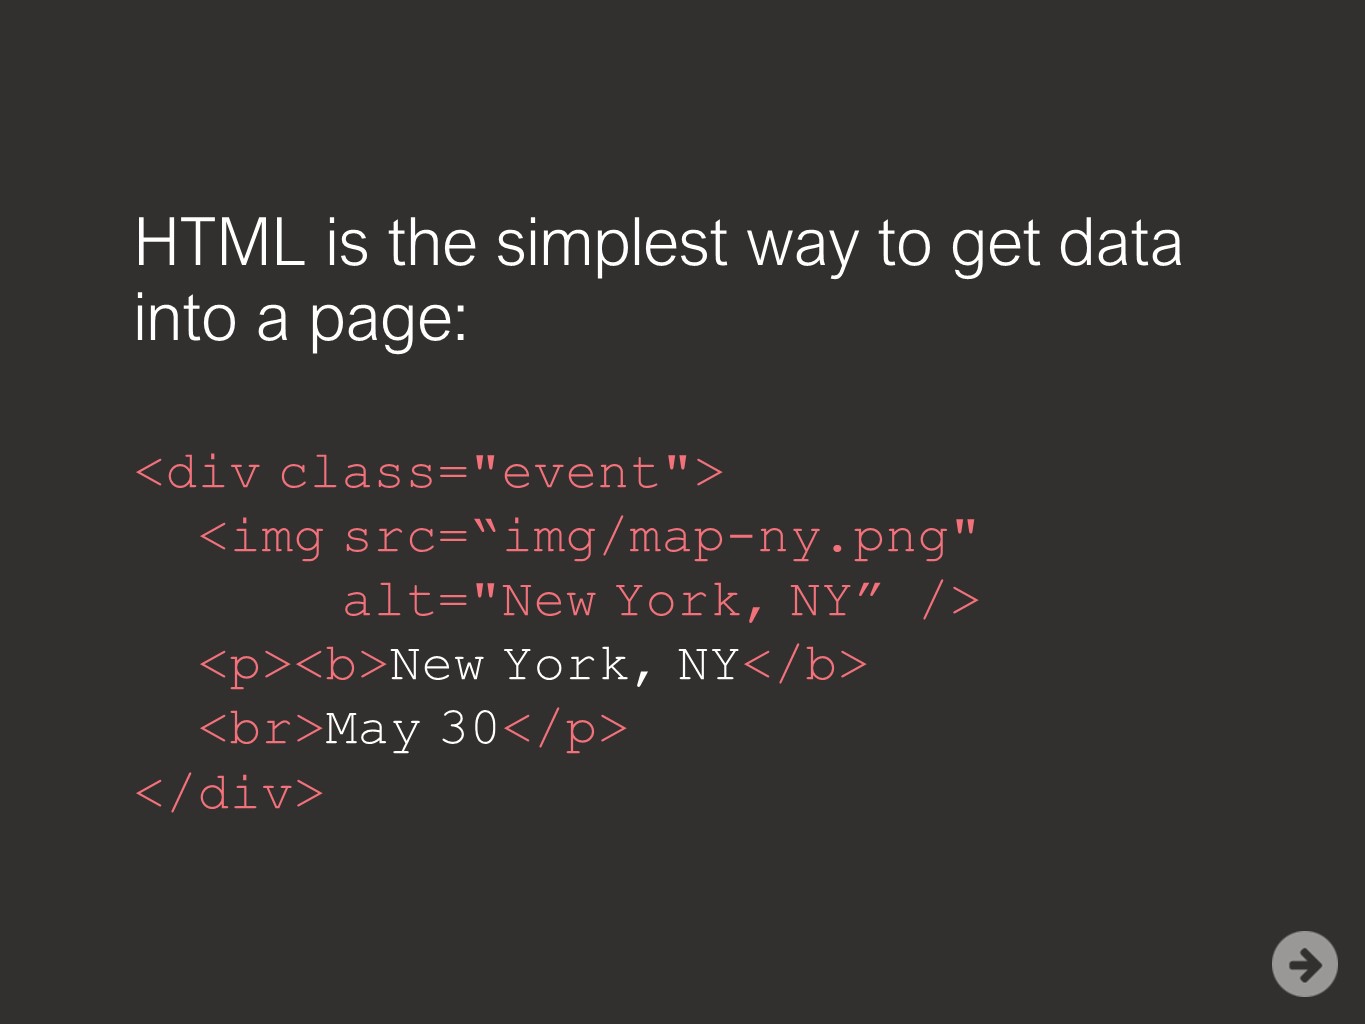 HTML is the simplest way to get data
into a page:
<div class="event">
<img src=“img/map-ny.png"
alt="New York, NY” />
<p><b>New York, NY</b>
<br>May 30</p>
</div>